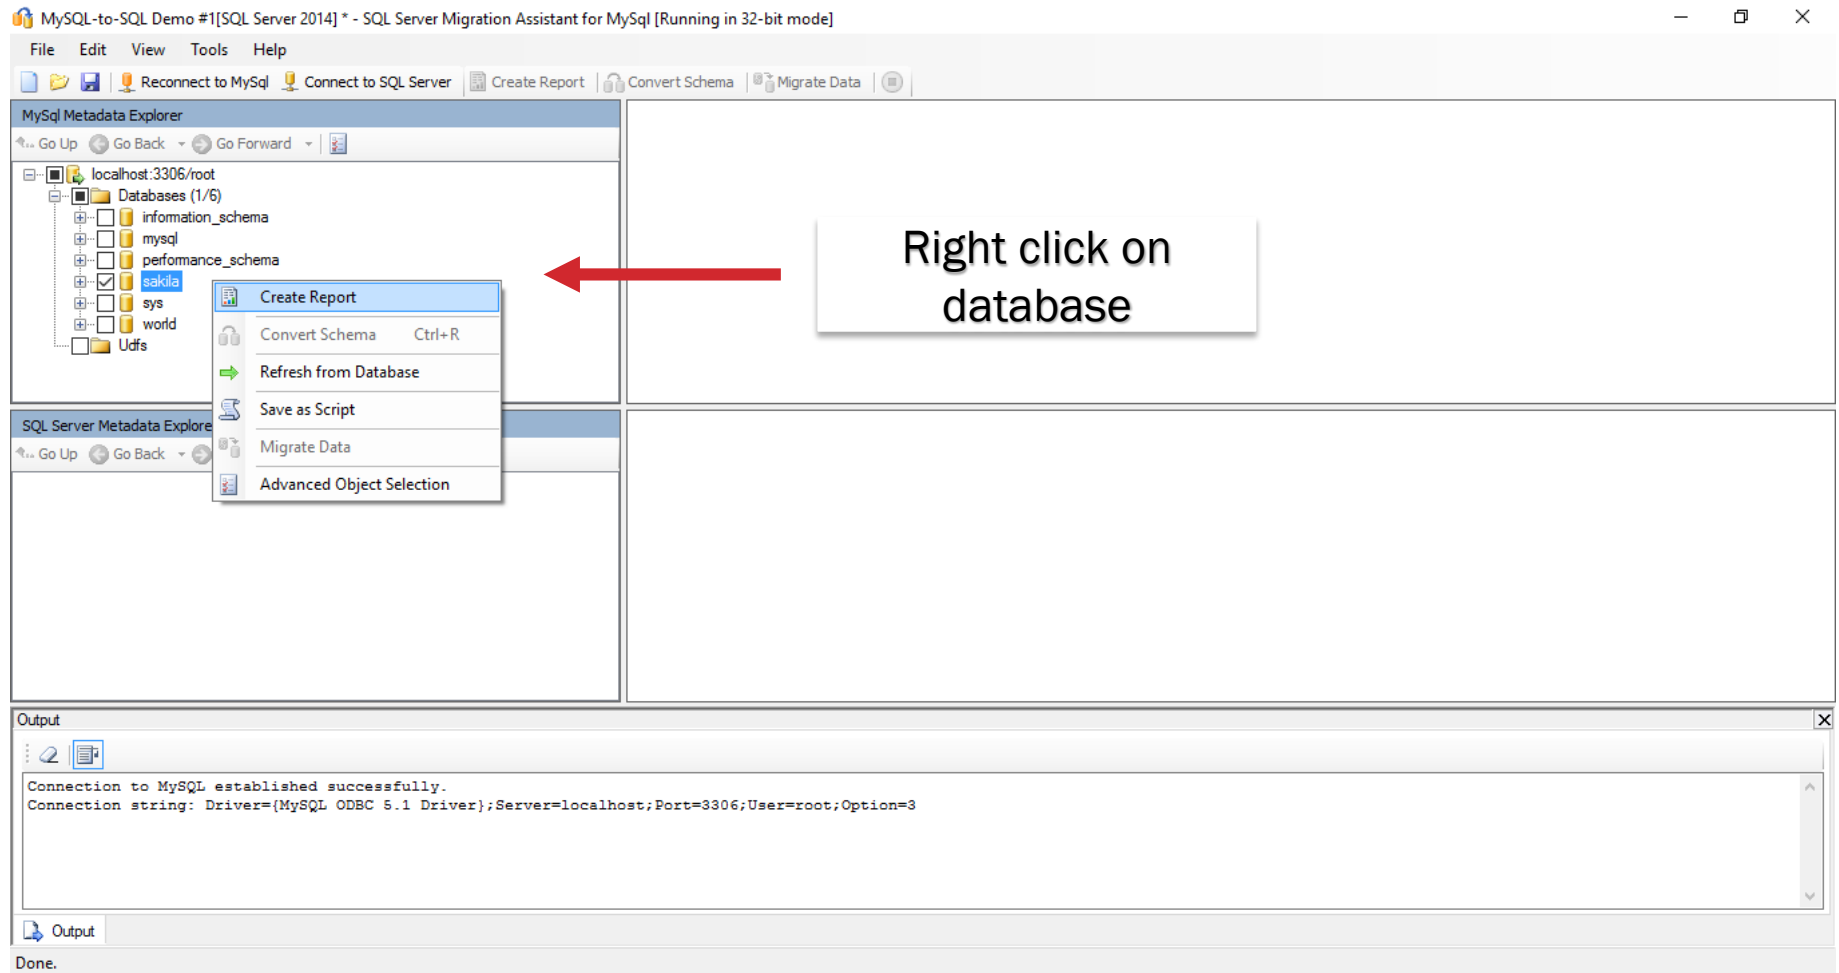 MySQL-to-SQL Demo #1[SQL Server 2014] * - SQL Server Migration Assistant for MySql [Running in 32-bit mode]
File Edit View Tools Help
Reconnect to MySql Connect to SQL Server Create Report Convert Schema Migrate Data
MySql Metadata Explorer
Go Up Go Back Go Forward
localhost:3306/root
Databases (1/6)
information_schema
mysql
performance_schema
sakila
sys
world
Udfs
Create Report
Convert Schema Ctrl+R
Refresh from Database
Save as Script
Migrate Data
Advanced Object Selection
Right click on
database
SQL Server Metadata Explore
Go Up Go Back
Output
Connection to MySQL established successfully.
Connection string: Driver={MySQL ODBC 5.1 Driver};Server=localhost;Port=3306;User=root;Option=3
Output
Done.